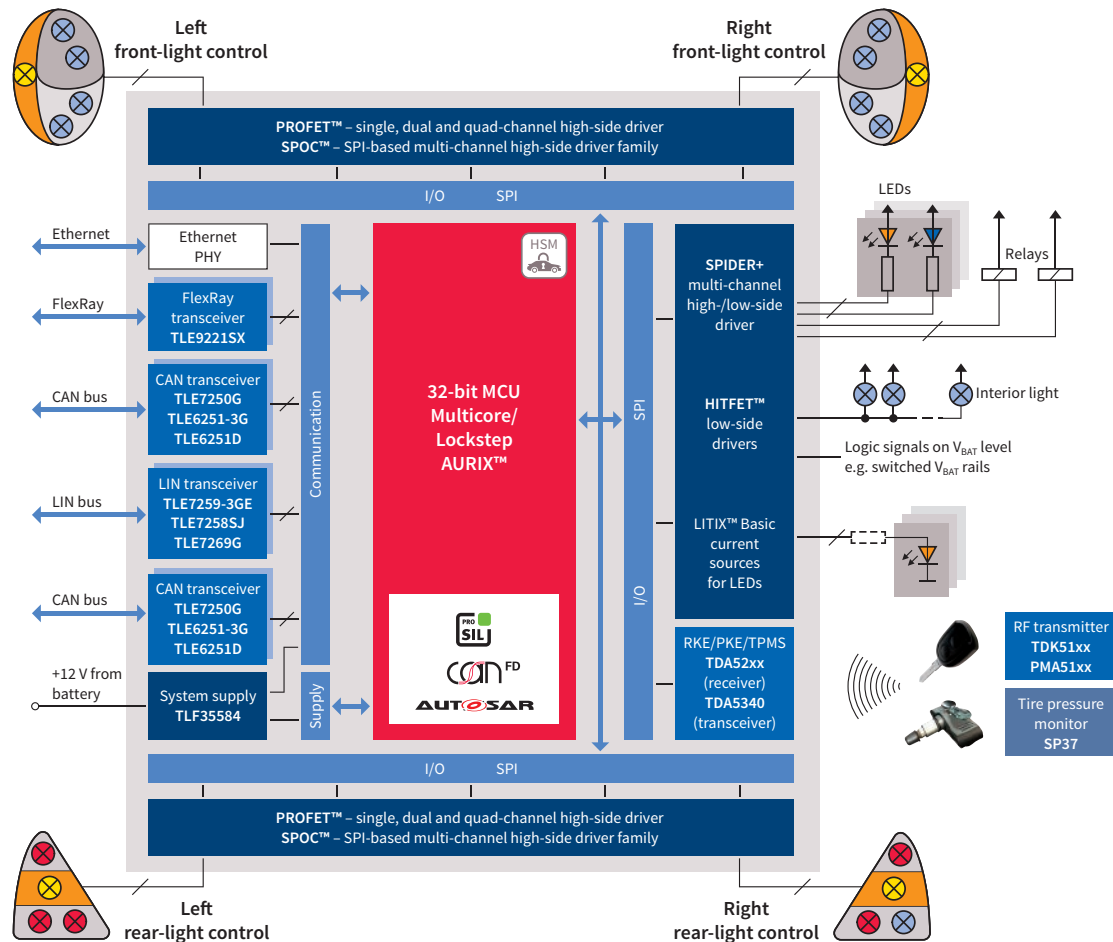 Left
front-light control
Right
front-light control
PROFET™ – single, dual and quad-channel high-side driver
SPOC™ – SPI-based multi-channel high-side driver family
I/O SPI
Ethernet
Ethernet
PHY
FlexRay
FlexRay
transceiver
TLE9221SX
CAN bus
CAN transceiver
TLE7250G
TLE6251-3G
TLE6251D
LIN bus
LIN transceiver
TLE7259-3GE
TLE7258SJ
TLE7269G
CAN bus
CAN transceiver
TLE7250G
TLE6251-3G
TLE6251D
+12 V from
battery
System supply
TLF35584
Communication
Supply
HSM
32-bit MCU
Multicore/
Lockstep
AURIX™
PRO
SIL
CAN FD
AUTOSAR
SPI
I/O
SPIDER+
multi-channel
high-/low-side
driver
HITFET™
low-side
drivers
LITIX™ Basic
current
sources
for LEDs
RKE/PKE/TPMS
TDA52xx
(receiver)
TDA5340
(transceiver)
LEDs
Relays
Interior light
Logic signals on VBAT level
e.g. switched VBAT rails
RF transmitter
TDK51xx
PMA51xx
Tire pressure
monitor
SP37
I/O SPI
PROFET™ – single, dual and quad-channel high-side driver
SPOC™ – SPI-based multi-channel high-side driver family
Left
rear-light control
Right
rear-light control